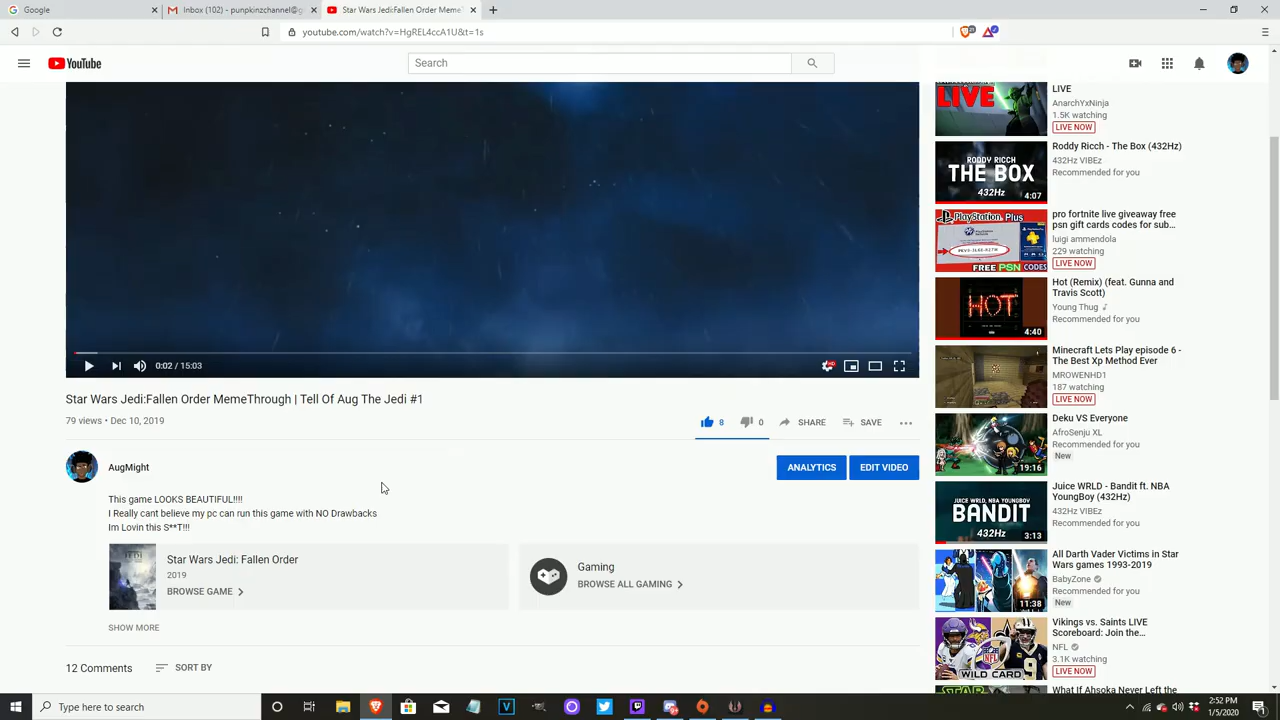 Google
Inbox (102) - punpkinzchannel@g
Star Wars Jedi:Fallen Order MemeT
youtube.com/watch?v=HgREL4ccA1U&t=1s
YouTube
Search
0:02 / 15:03
Star Wars Jedi:Fallen Order MemeThrough | Tell Of Aug The Jedi #1
79 views • Dec 10, 2019
8
0
SHARE
SAVE
AugMight
ANALYTICS
EDIT VIDEO
This game LOOKS BEAUTIFUL!!!!
I Really cant believe my pc can run this game with NO Drawbacks
Im Lovin this S**T!!!
Star Wars Jedi: Fallen Order
2019
BROWSE GAME
Gaming
BROWSE ALL GAMING
SHOW MORE
12 Comments
SORT BY
LIVE
LIVE
AnarchYxNinja
1.5K watching
LIVE NOW
RODDY RICCH
THE BOX
432Hz
4:07
Roddy Ricch - The Box (432Hz)
432Hz VIBEz
Recommended for you
PlayStation Plus
FREE PSN CODES
pro fortnite live giveaway free
psn gift cards codes for sub...
luigi ammendola
229 watching
LIVE NOW
HOT
4:40
Hot (Remix) (feat. Gunna and
Travis Scott)
Young Thug
Recommended for you
Minecraft Lets Play episode 6 -
The Best Xp Method Ever
MROWENHD1
187 watching
LIVE NOW
19:16
Deku VS Everyone
AfroSenju XL
Recommended for you
New
JUICE WRLD, NBA YOUNGBOY
BANDIT
432Hz
3:13
Juice WRLD - Bandit ft. NBA
YoungBoy (432Hz)
432Hz VIBEz
Recommended for you
11:38
All Darth Vader Victims in Star
Wars games 1993-2019
BabyZone
Recommended for you
New
NFL
WILD CARD
Vikings vs. Saints LIVE
Scoreboard: Join the...
NFL
3.1K watching
LIVE NOW
STAR
What If Ahsoka Never Left the
Type here to search
2:52 PM
1/5/2020